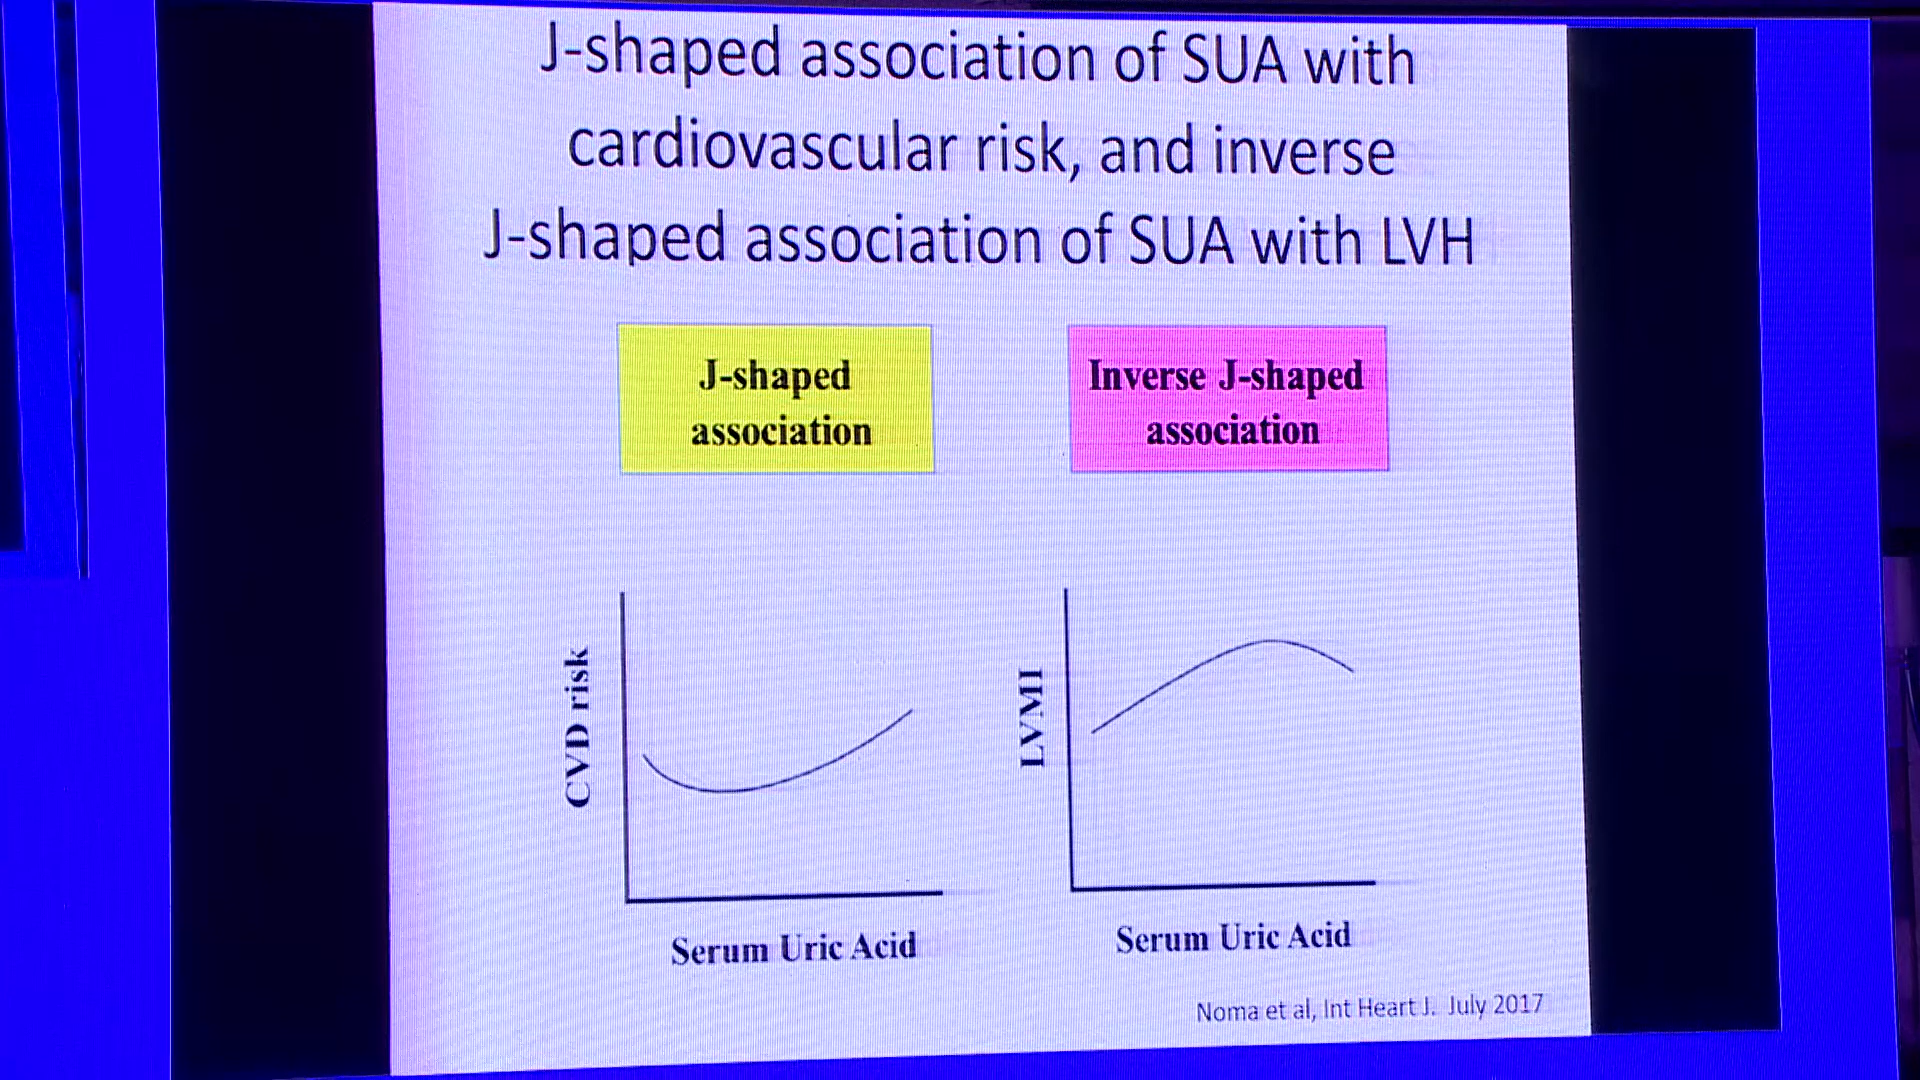 J-shaped association of SUA with
cardiovascular risk, and inverse
J-shaped association of SUA with LVH
J-shaped
association
Inverse J-shaped
association
CVD risk
Serum Uric Acid
LVMI
Serum Uric Acid
Noma et al, Int Heart J. July 2017